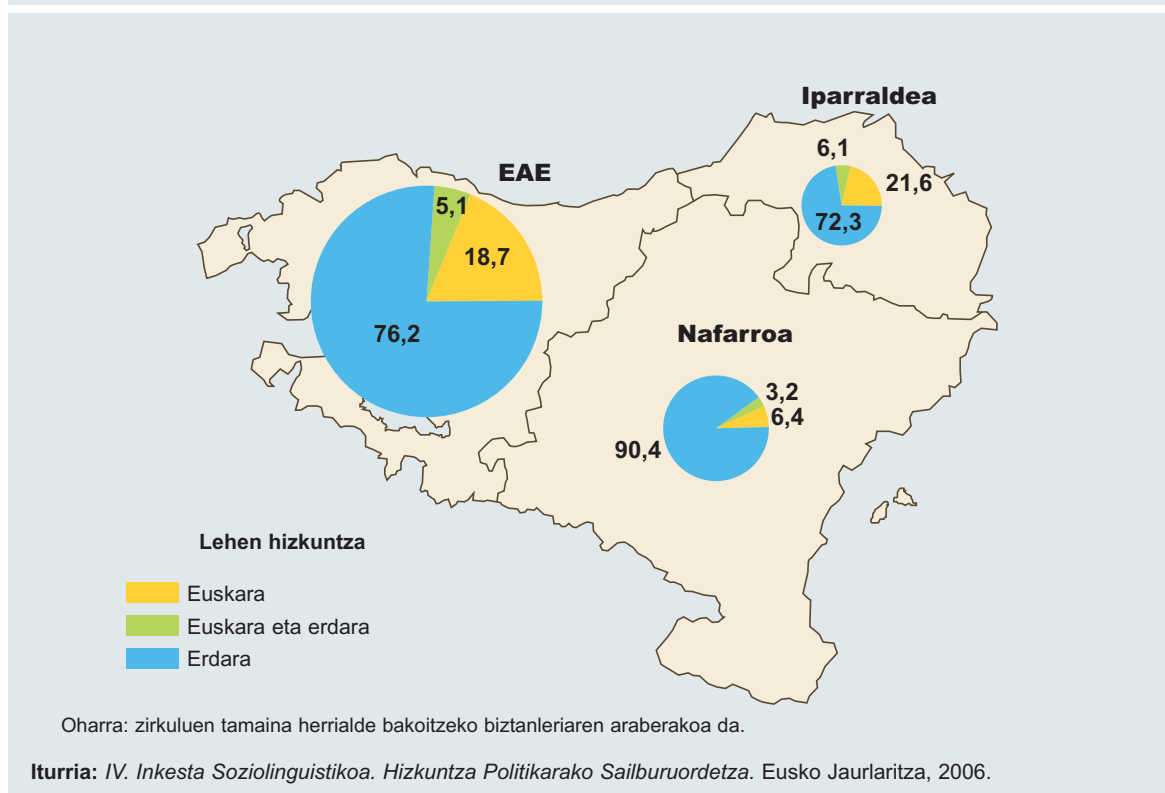 Iparraldea
6,1
21,6
72,3
EAE
5,1
18,7
76,2
Nafarroa
3,2
6,4
90,4
Lehen hizkuntza
Euskara
Euskara eta erdara
Erdara
Oharra: zirkuluen tamaina herrialde bakoitzeko biztanleriaren araberakoa da.
Iturria: IV. Inkesta Soziolinguistikoa. Hizkuntza Politikarako Sailburuordetza. Eusko Jaurlaritza, 2006.